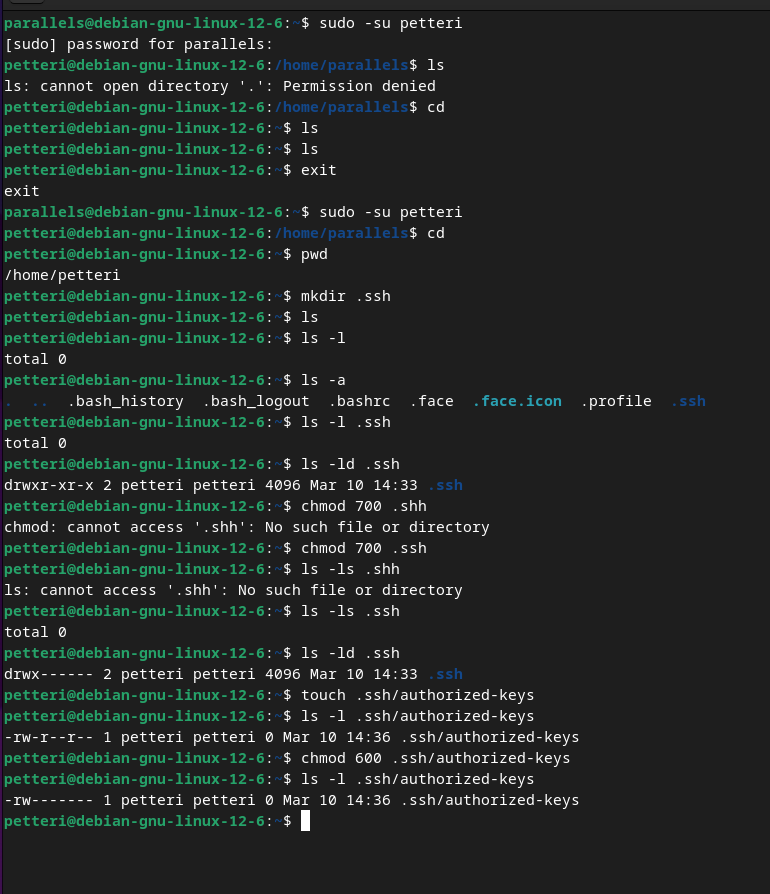 parallels@debian-gnu-linux-12-6:~$ sudo -su petteri
[sudo] password for parallels:
petteri@debian-gnu-linux-12-6:/home/parallels$ ls
ls: cannot open directory '.': Permission denied
petteri@debian-gnu-linux-12-6:/home/parallels$ cd
petteri@debian-gnu-linux-12-6:~$ ls
petteri@debian-gnu-linux-12-6:~$ ls
petteri@debian-gnu-linux-12-6:~$ exit
exit
parallels@debian-gnu-linux-12-6:~$ sudo -su petteri
petteri@debian-gnu-linux-12-6:/home/parallels$ cd
petteri@debian-gnu-linux-12-6:~$ pwd
/home/petteri
petteri@debian-gnu-linux-12-6:~$ mkdir .ssh
petteri@debian-gnu-linux-12-6:~$ ls
petteri@debian-gnu-linux-12-6:~$ ls -l
total 0
petteri@debian-gnu-linux-12-6:~$ ls -a
.  ..  .bash_history  .bash_logout  .bashrc  .face  .face.icon  .profile  .ssh
petteri@debian-gnu-linux-12-6:~$ ls -l .ssh
total 0
petteri@debian-gnu-linux-12-6:~$ ls -ld .ssh
drwxr-xr-x 2 petteri petteri 4096 Mar 10 14:33 .ssh
petteri@debian-gnu-linux-12-6:~$ chmod 700 .shh
chmod: cannot access '.shh': No such file or directory
petteri@debian-gnu-linux-12-6:~$ chmod 700 .ssh
petteri@debian-gnu-linux-12-6:~$ ls -ls .shh
ls: cannot access '.shh': No such file or directory
petteri@debian-gnu-linux-12-6:~$ ls -ls .ssh
total 0
petteri@debian-gnu-linux-12-6:~$ ls -ld .ssh
drwx------ 2 petteri petteri 4096 Mar 10 14:33 .ssh
petteri@debian-gnu-linux-12-6:~$ touch .ssh/authorized-keys
petteri@debian-gnu-linux-12-6:~$ ls -l .ssh/authorized-keys
-rw-r--r-- 1 petteri petteri 0 Mar 10 14:36 .ssh/authorized-keys
petteri@debian-gnu-linux-12-6:~$ chmod 600 .ssh/authorized-keys
petteri@debian-gnu-linux-12-6:~$ ls -l .ssh/authorized-keys
-rw------- 1 petteri petteri 0 Mar 10 14:36 .ssh/authorized-keys
petteri@debian-gnu-linux-12-6:~$